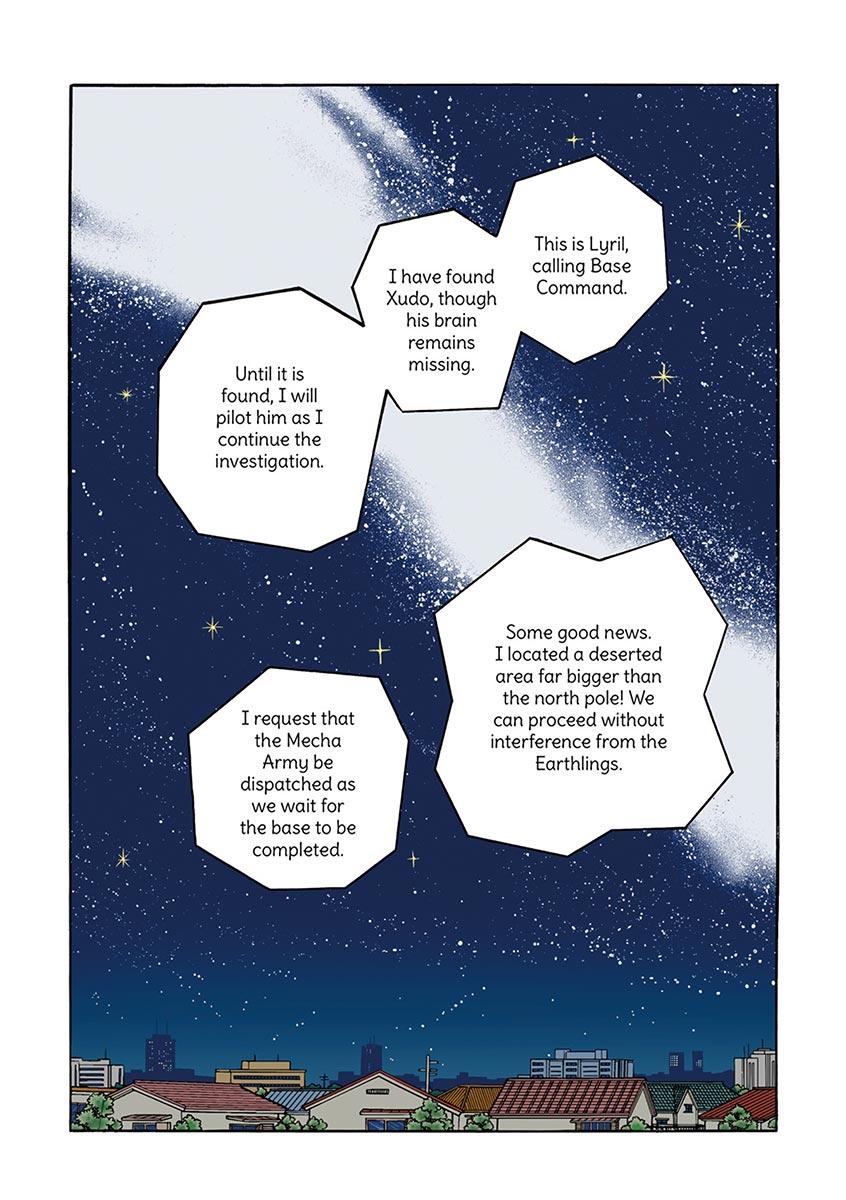 This is Lyril,
calling Base
Command.
I have found
Xudo, though
his brain
remains
missing.
Until it is
found, I will
pilot him as I
continue the
investigation.
Some good news.
I located a deserted
area far bigger than
the north pole! We
can proceed without
interference from the
Earthlings.
I request that
the Mecha
Army be
dispatched as
we wait for
the base to be
completed.